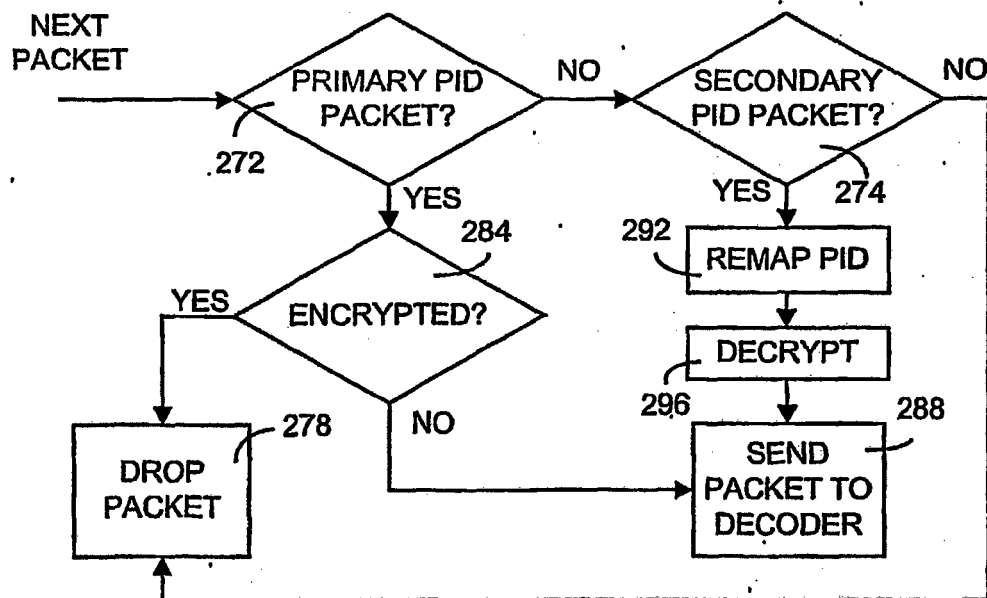 NEXT
PACKET
PRIMARY PID
PACKET?
272
NO
SECONDARY
PID PACKET?
274
NO
YES
284
ENCRYPTED?
YES
NO
YES
292
REMAP PID
DECRYPT
296
278
DROP
PACKET
288
SEND
PACKET TO
DECODER